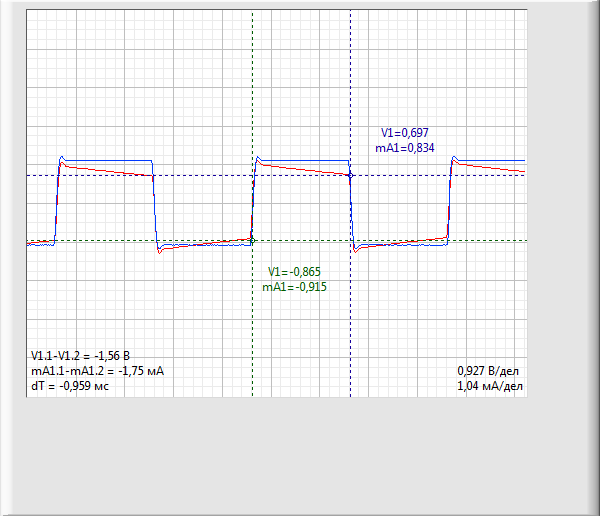 V1=0,697
mA1=0,834
V1=-0,865
mA1=-0,915
V1.1-V1.2 = -1,56 В
mA1.1-mA1.2 = -1,75 мА
dT = -0,959 мс
0,927 В/дел
1,04 мА/дел